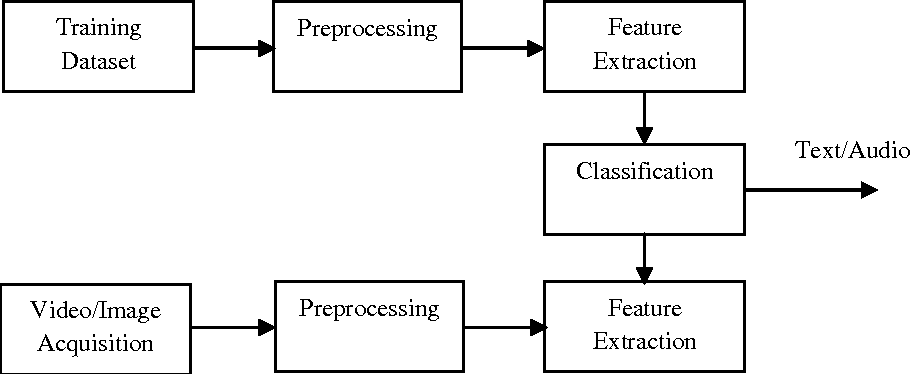 Training
Dataset
Preprocessing
Feature
Extraction
Classification
Text/Audio
Video/Image
Acquisition
Preprocessing
Feature
Extraction